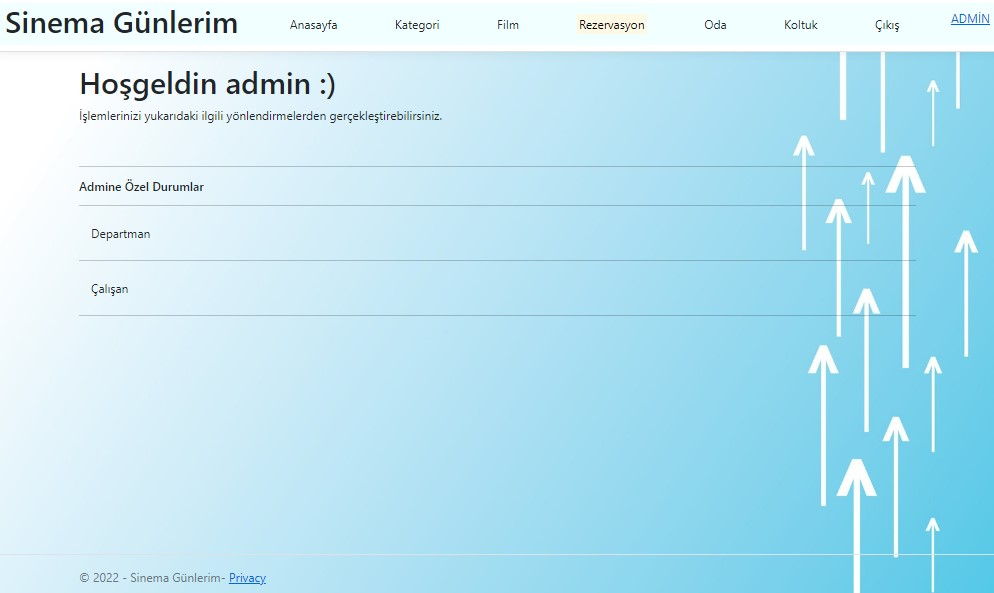 Sinema Günlerim Anasayfa Kategori Film Rezervasyon Oda Koltuk Çıkış ADMİN
Hoşgeldin admin :)
İşlemlerinizi yukarıdaki ilgili yönlendirmelerden gerçekleştirebilirsiniz.
Admine Özel Durumlar
Departman
Çalışan
© 2022 - Sinema Günlerim- Privacy